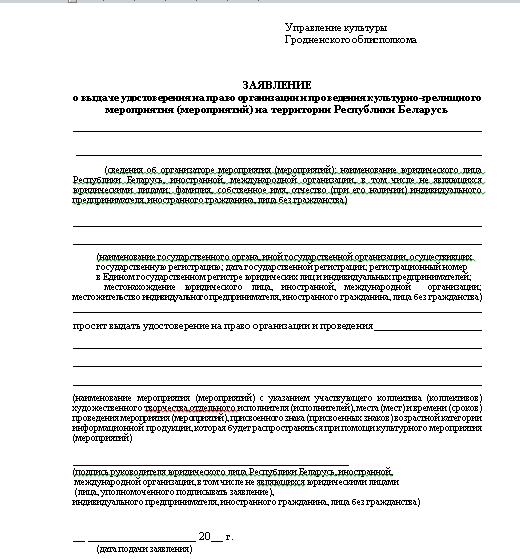 Управление культуры
Гродненского облисполкома
ЗАЯВЛЕНИЕ
о выдаче удостоверения на право организации и проведения культурно-зрелищного
мероприятия (мероприятий) на территории Республики Беларусь
(сведения об организаторе мероприятия (мероприятий): наименование юридического лица
Республики Беларусь, иностранной, международной организации, в том числе не являющихся
юридическими лицами; фамилия, собственное имя, отчество (при его наличии) индивидуального
предпринимателя, иностранного гражданина, лица без гражданства)
(наименование государственного органа, иной государственной организации, осуществивших
государственную регистрацию; дата государственной регистрации; регистрационный номер
в Едином государственном регистре юридических лиц и индивидуальных предпринимателей;
местонахождение юридического лица, иностранной, международной организации;
местожительство индивидуального предпринимателя, иностранного гражданина, лица без гражданства)
просит выдать удостоверение на право организации и проведения____________________
(наименование мероприятия (мероприятий) с указанием участвующего коллектива (коллективов)
художественного творчества, отдельного исполнителя (исполнителей), места (мест) и времени (сроков)
проведения мероприятия (мероприятий), присвоенного знака (присвоенных знаков) возрастной категории
информационной продукции, которая будет распространяться при помощи культурного мероприятия
(мероприятий)
(подпись руководителя юридического лица Республики Беларусь, иностранной,
международной организации, в том числе не являющихся юридическими лицами
(лица, уполномоченного подписывать заявление),
индивидуального предпринимателя, иностранного гражданина, лица без гражданства)
__ ____________________ 20__ г.
(дата подачи заявления)